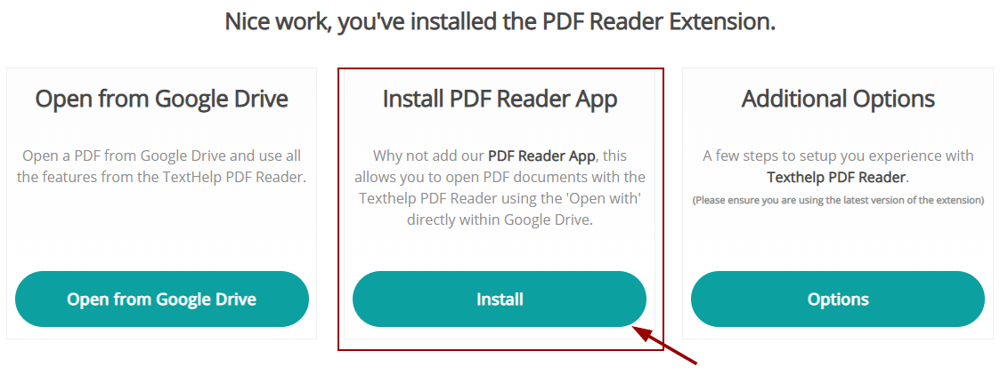 Nice work, you've installed the PDF Reader Extension.
Open from Google Drive
Open a PDF from Google Drive and use all
the features from the TextHelp PDF Reader.
Open from Google Drive
Install PDF Reader App
Why not add our PDF Reader App, this
allows you to open PDF documents with the
Texthelp PDF Reader using the 'Open with'
directly within Google Drive.
Install
Additional Options
A few steps to setup you experience with
Texthelp PDF Reader.
(Please ensure you are using the latest version of the extension)
Options